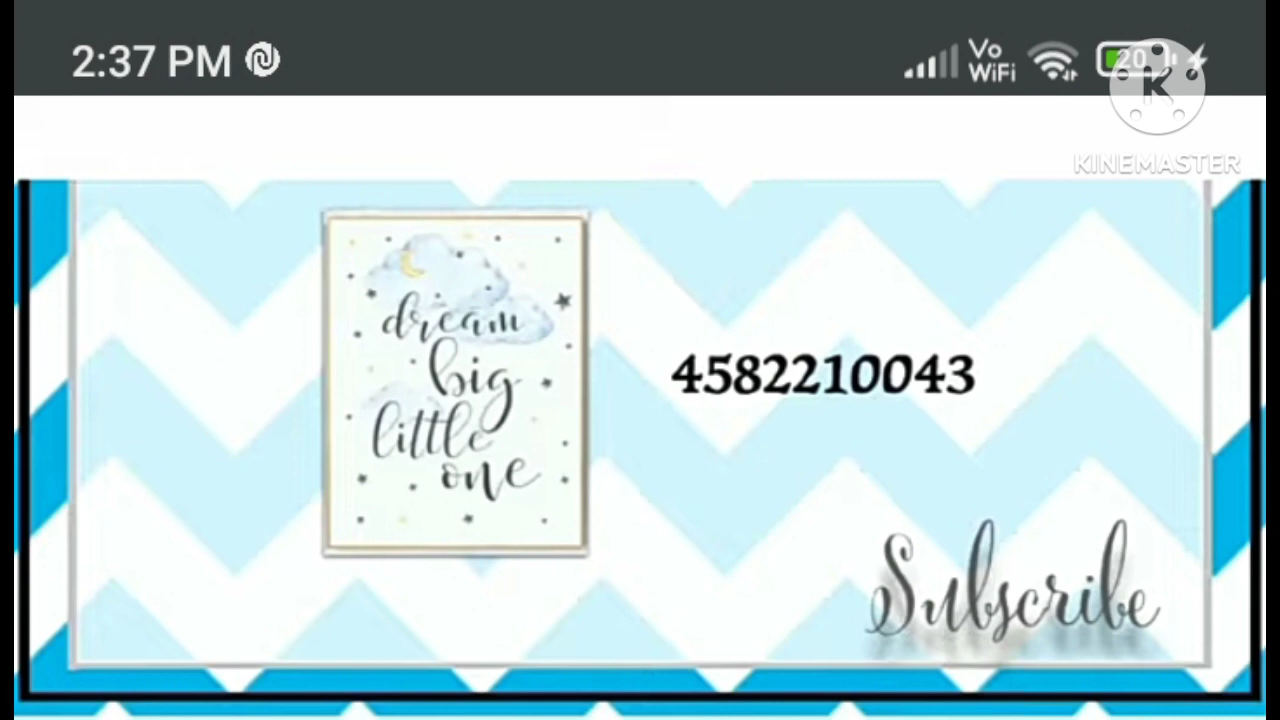 2:37 PM
Vo
WiFi
20
K
KINEMASTER
dream
big
little
one
4582210043
Subscribe